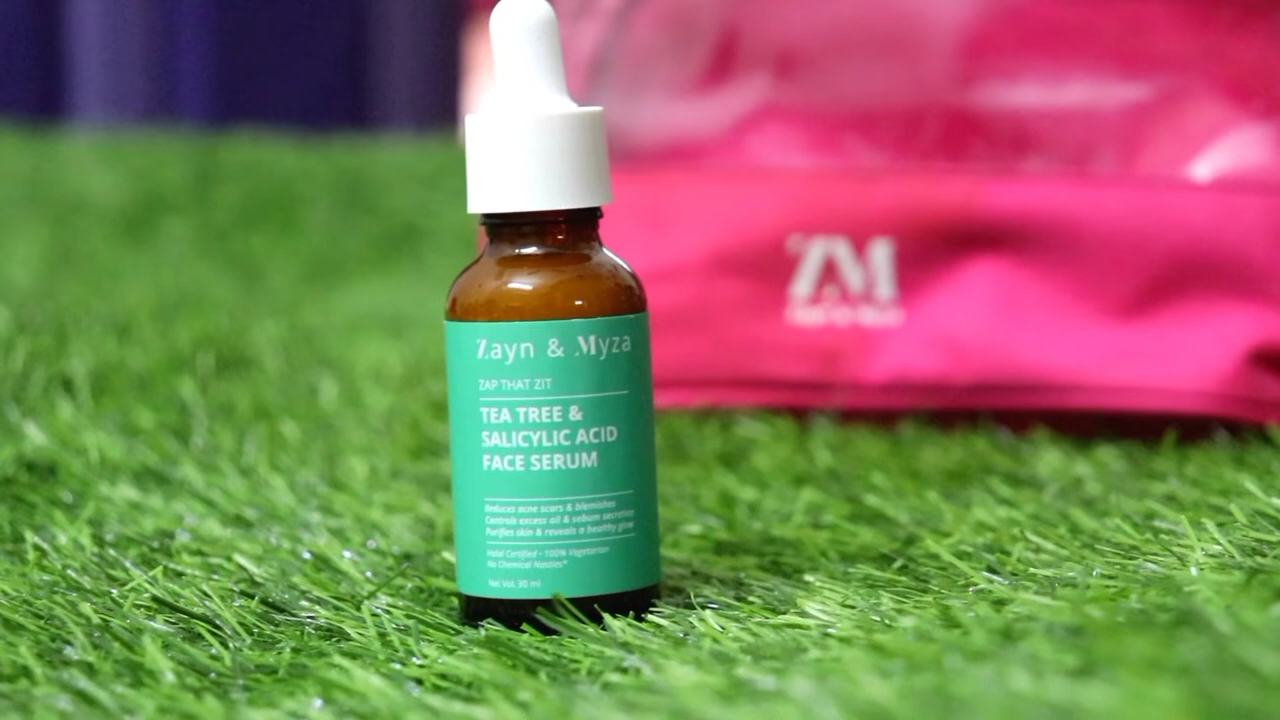 Zayn & Myza
ZAP THAT ZIT
TEA TREE &
SALICYLIC ACID
FACE SERUM
Reduces acne scars & blemishes
Controls excess oil & sebum secretion
Purifies skin & reveals a healthy glow
Halal Certified • 100% Vegetarian
No Chemical Nasties*
Net Vol. 30 ml
ZM